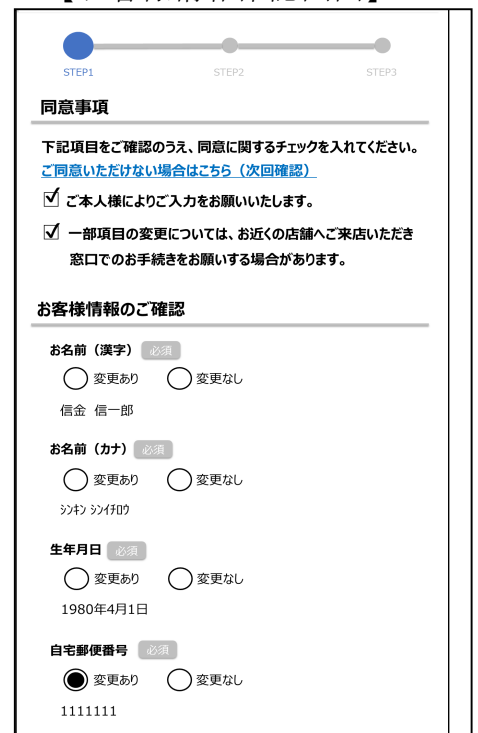 STEP1 STEP2 STEP3
同意事項
下記項目をご確認のうえ、同意に関するチェックを入れてください。
ご同意いただけない場合はこちら（次回確認）
ご本人様によりご入力をお願いいたします。
一部項目の変更については、お近くの店舗へご来店いただき
窓口でのお手続きをお願いする場合があります。
お客様情報のご確認
お名前（漢字） 必須
変更あり 変更なし
信金 信一郎
お名前（カナ） 必須
変更あり 変更なし
ｼﾝｷﾝ ｼﾝｲﾁﾛｳ
生年月日 必須
変更あり 変更なし
1980年4月1日
自宅郵便番号 必須
変更あり 変更なし
1111111